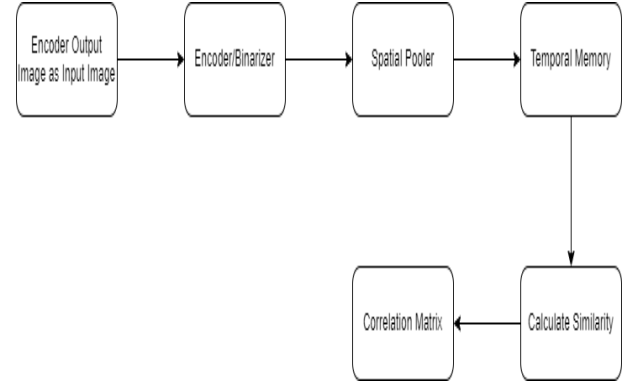 Encoder Output
Image as Input Image
Encoder/Binarizer
Spatial Pooler
Temporal Memory
Correlation Matrix
Calculate Similarity